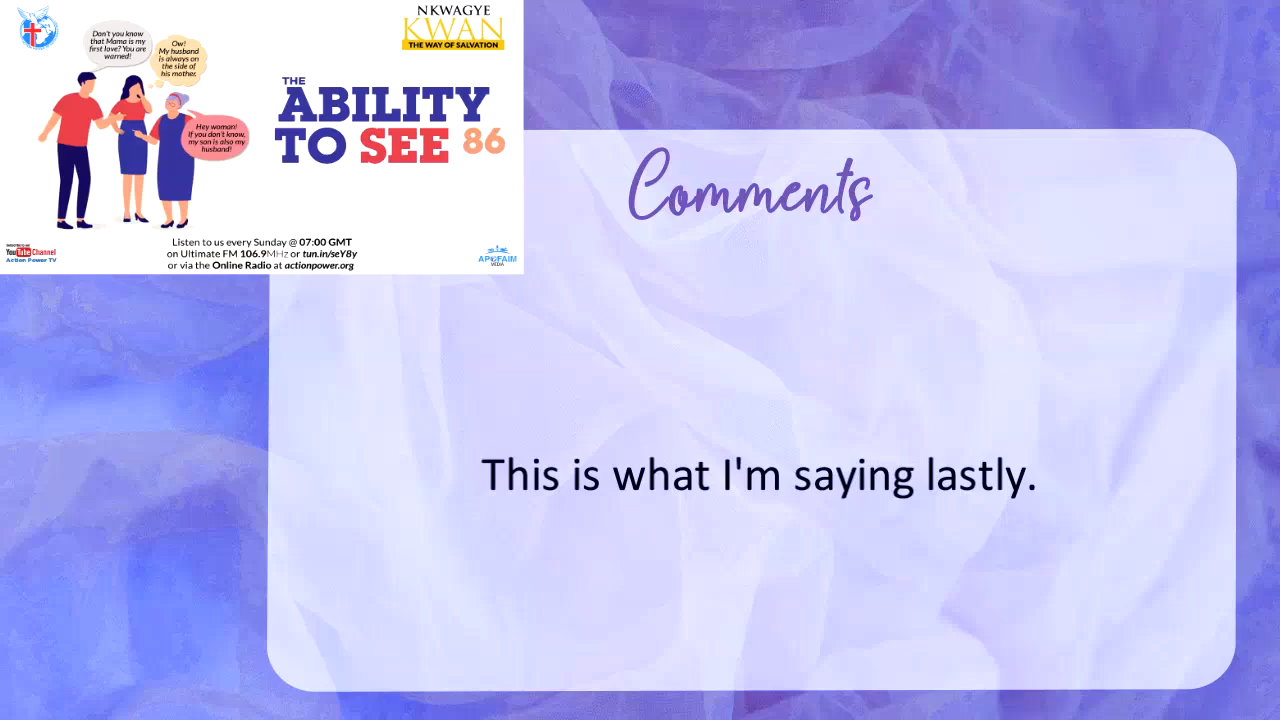 NKWAGYE
KWAN
THE WAY OF SALVATION
Don't you know
that Mama is my
first love? You are
warned!
Ow!
My husband
is always on
the side of
his mother.
Hey woman!
If you don't know,
my son is also my
husband!
THE
ABILITY
TO SEE 86
YouTube Channel
Action Power TV
Listen to us every Sunday @ 07:00 GMT
on Ultimate FM 106.9MHz or tun.in/seY8y
or via the Online Radio at actionpower.org
APOFAIM
MEDIA
Comments
This is what I'm saying lastly.